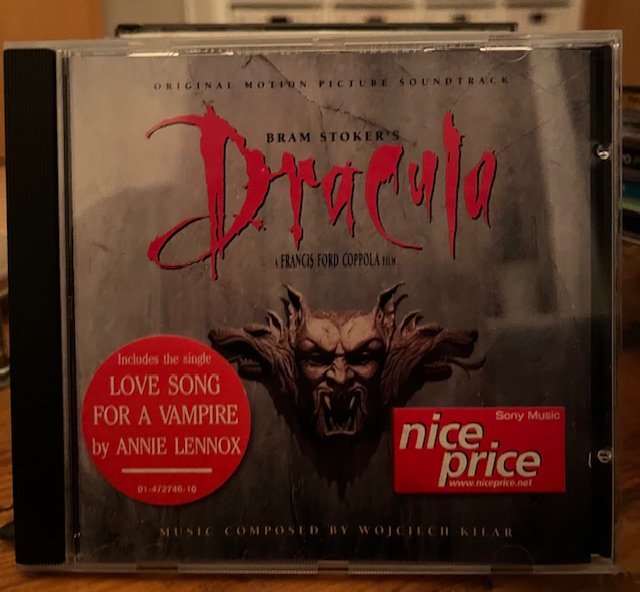 ORIGINAL MOTION PICTURE SOUNDTRACK
BRAM STOKER'S
Dracula
A FRANCIS FORD COPPOLA FILM
Includes the single
LOVE SONG
FOR A VAMPIRE
by ANNIE LENNOX
01-472746-10
Sony Music
nice
price
www.niceprice.net
MUSIC COMPOSED BY WOJCIECH KILAR